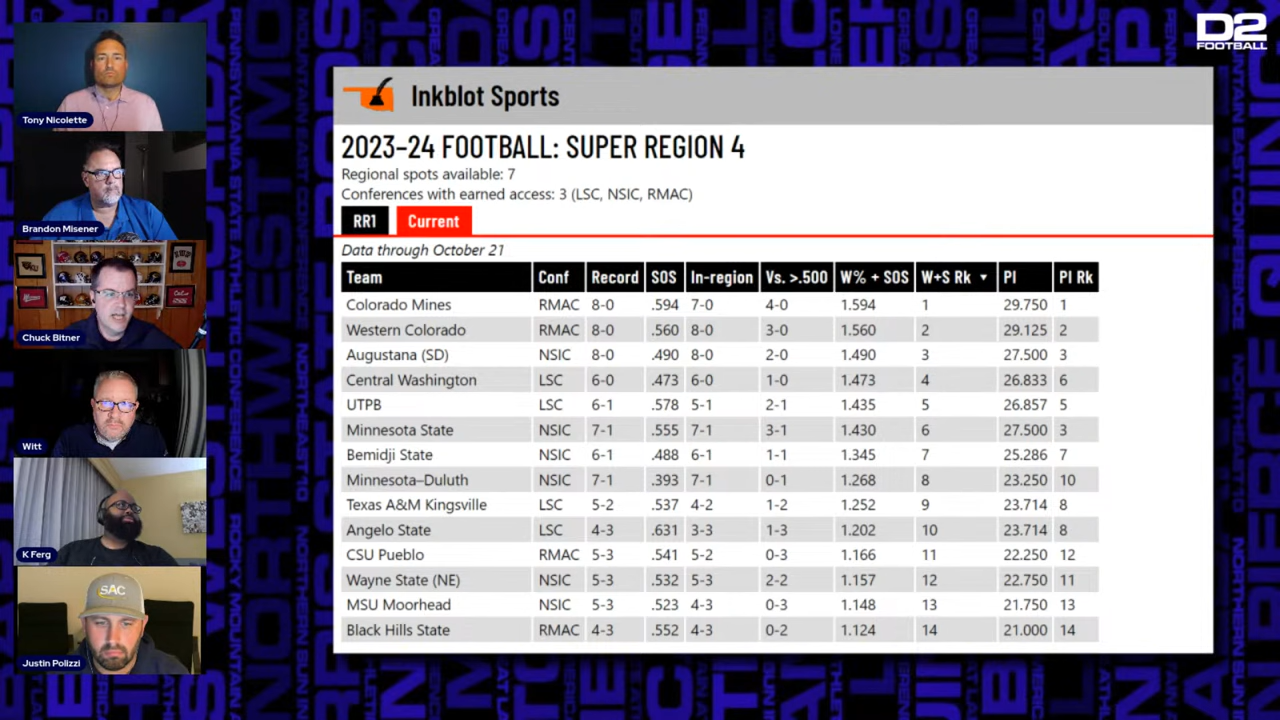 D2
FOOTBALL
Tony Nicolette
Brandon Misener
Chuck Bitner
Witt
K Ferg
SAC
Justin Polizzi
Inkblot Sports
2023–24 FOOTBALL: SUPER REGION 4
Regional spots available: 7
Conferences with earned access: 3 (LSC, NSIC, RMAC)
RR1 Current
Data through October 21
Team Conf Record SOS In-region Vs. >.500 W% + SOS W+S Rk ▼ PI PI Rk
Colorado Mines RMAC 8-0 .594 7-0 4-0 1.594 1 29.750 1
Western Colorado RMAC 8-0 .560 8-0 3-0 1.560 2 29.125 2
Augustana (SD) NSIC 8-0 .490 8-0 2-0 1.490 3 27.500 3
Central Washington LSC 6-0 .473 6-0 1-0 1.473 4 26.833 6
UTPB LSC 6-1 .578 5-1 2-1 1.435 5 26.857 5
Minnesota State NSIC 7-1 .555 7-1 3-1 1.430 6 27.500 3
Bemidji State NSIC 6-1 .488 6-1 1-1 1.345 7 25.286 7
Minnesota–Duluth NSIC 7-1 .393 7-1 0-1 1.268 8 23.250 10
Texas A&M Kingsville LSC 5-2 .537 4-2 1-2 1.252 9 23.714 8
Angelo State LSC 4-3 .631 3-3 1-3 1.202 10 23.714 8
CSU Pueblo RMAC 5-3 .541 5-2 0-3 1.166 11 22.250 12
Wayne State (NE) NSIC 5-3 .532 5-3 2-2 1.157 12 22.750 11
MSU Moorhead NSIC 5-3 .523 4-3 0-3 1.148 13 21.750 13
Black Hills State RMAC 4-3 .552 4-3 0-2 1.124 14 21.000 14